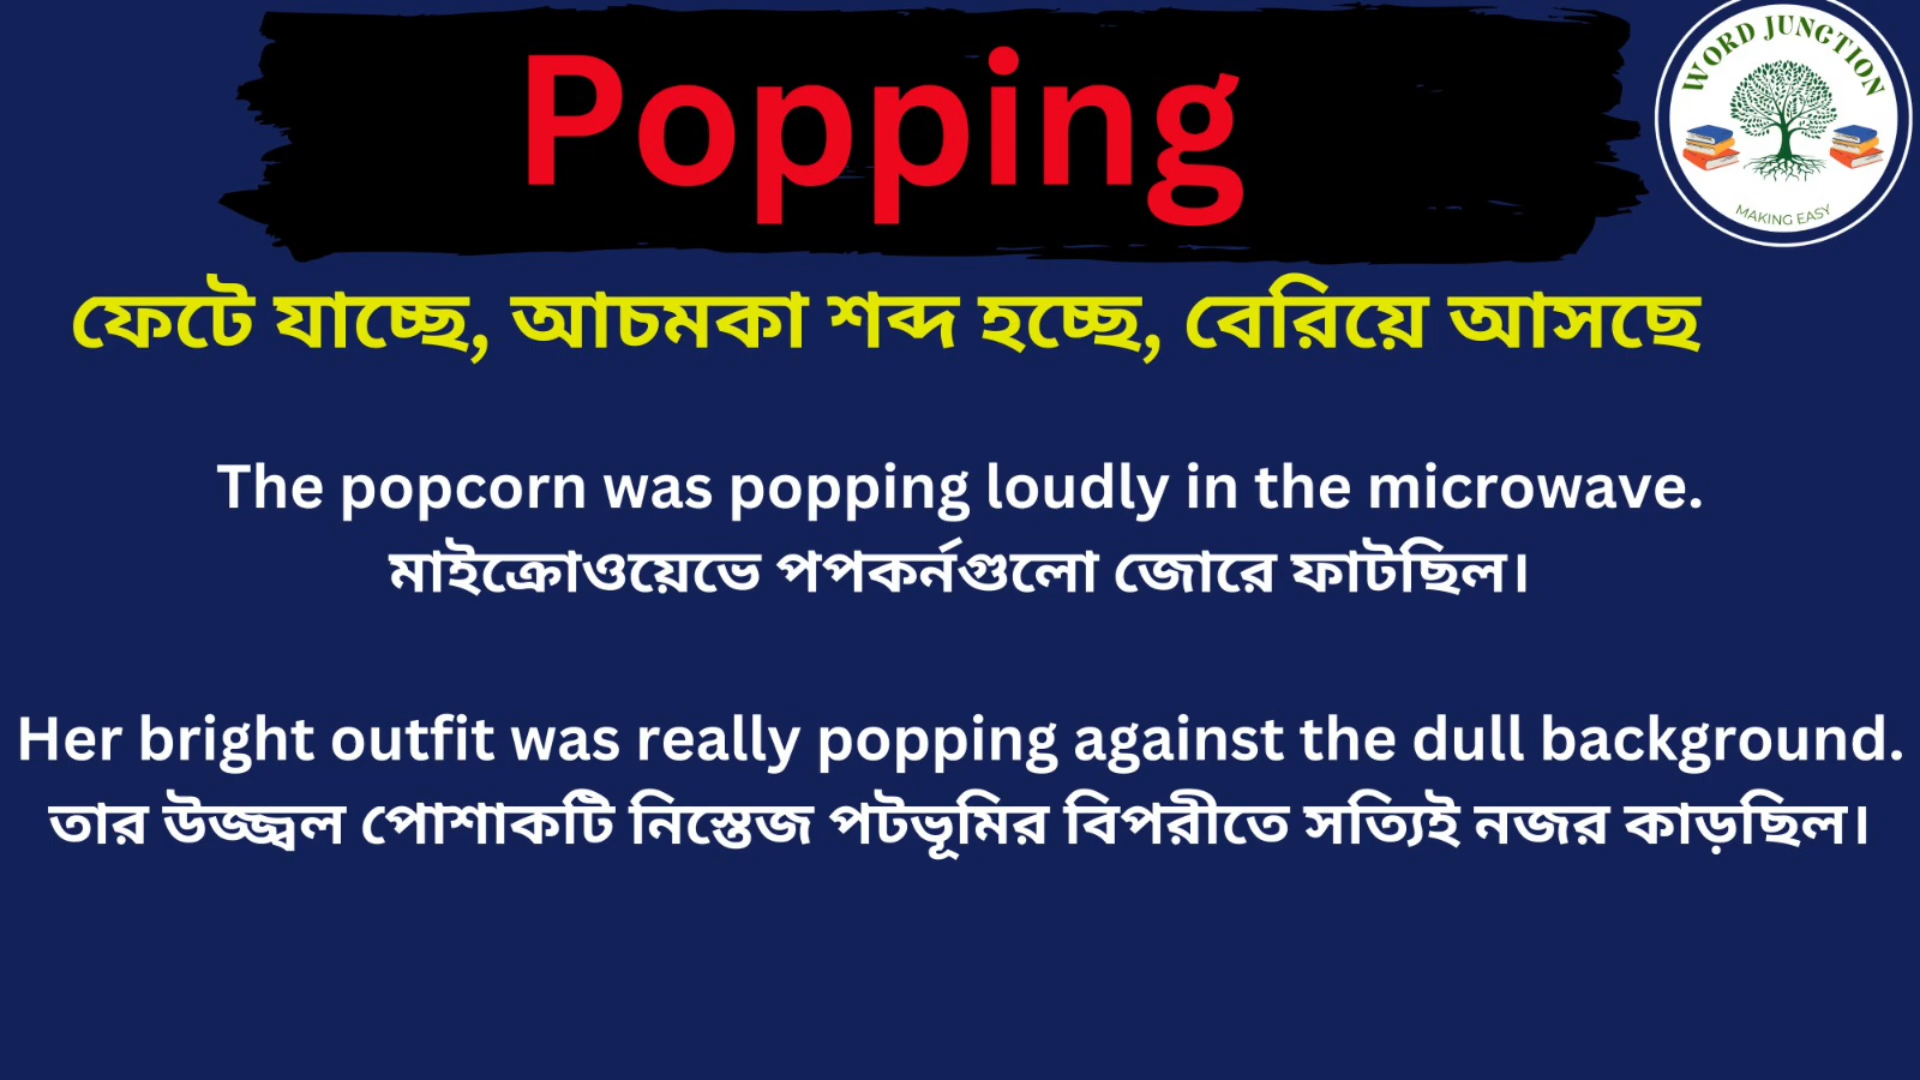 Popping
WORD JUNCTION
MAKING EASY
ফেটে যাচ্ছে, আচমকা শব্দ হচ্ছে, বেরিয়ে আসছে
The popcorn was popping loudly in the microwave.
মাইক্রোওয়েভে পপকর্নগুলো জোরে ফাটছিল।
Her bright outfit was really popping against the dull background.
তার উজ্জ্বল পোশাকটি নিস্তেজ পটভূমির বিপরীতে সত্যিই নজর কাড়ছিল।